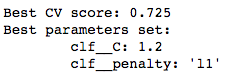 Best CV score: 0.725
Best parameters set:
clf__C: 1.2
clf__penalty: 'l1'